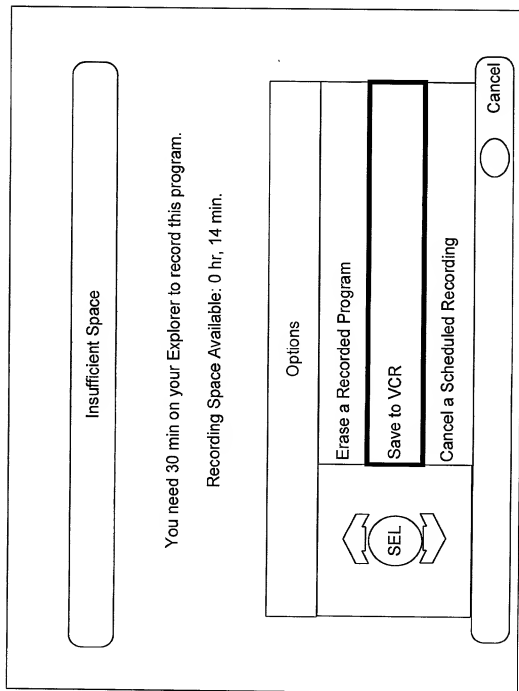 Insufficient Space
You need 30 min on your Explorer to record this program.
Recording Space Available: 0 hr, 14 min.
Options
Erase a Recorded Program
SEL
Save to VCR
Cancel a Scheduled Recording
Cancel